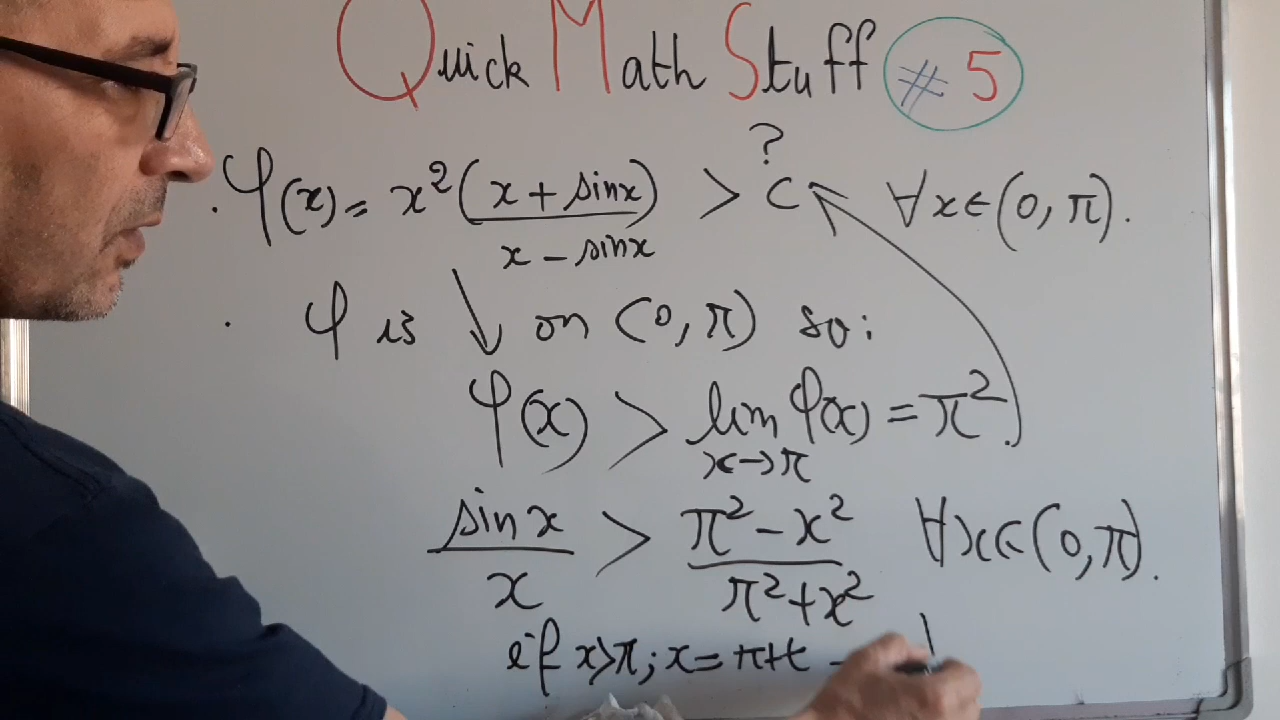 Quick Math Stuff # 5
. φ(x) = x²(x + sinx)/(x - sinx) > c ? ∀x∈(0, π).
. φ is ↓ on (0, π) so:
φ(x) > lim φ(x) = π².
x→π
sin x / x > (π² - x²)/(π² + x²) ∀x∈(0, π).
if x>π; x = π+t -